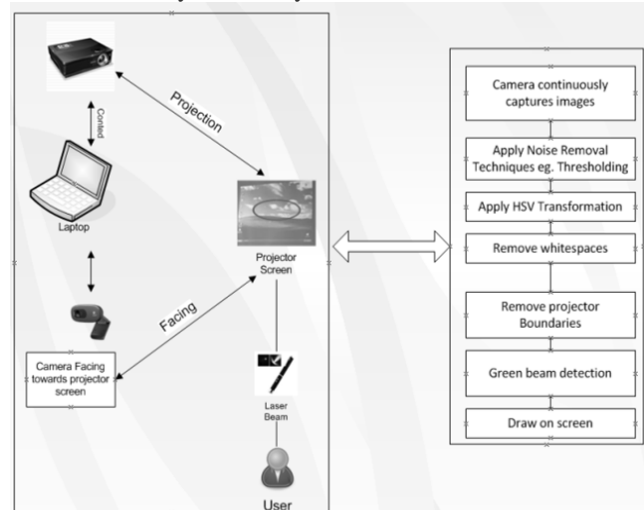 Projection
Conted
Laptop
Projector
Screen
Facing
Camera Facing
towards projector
screen
Laser
Beam
User
Camera continuously
captures images
Apply Noise Removal
Techniques eg. Thresholding
Apply HSV Transformation
Remove whitespaces
Remove projector
Boundaries
Green beam detection
Draw on screen